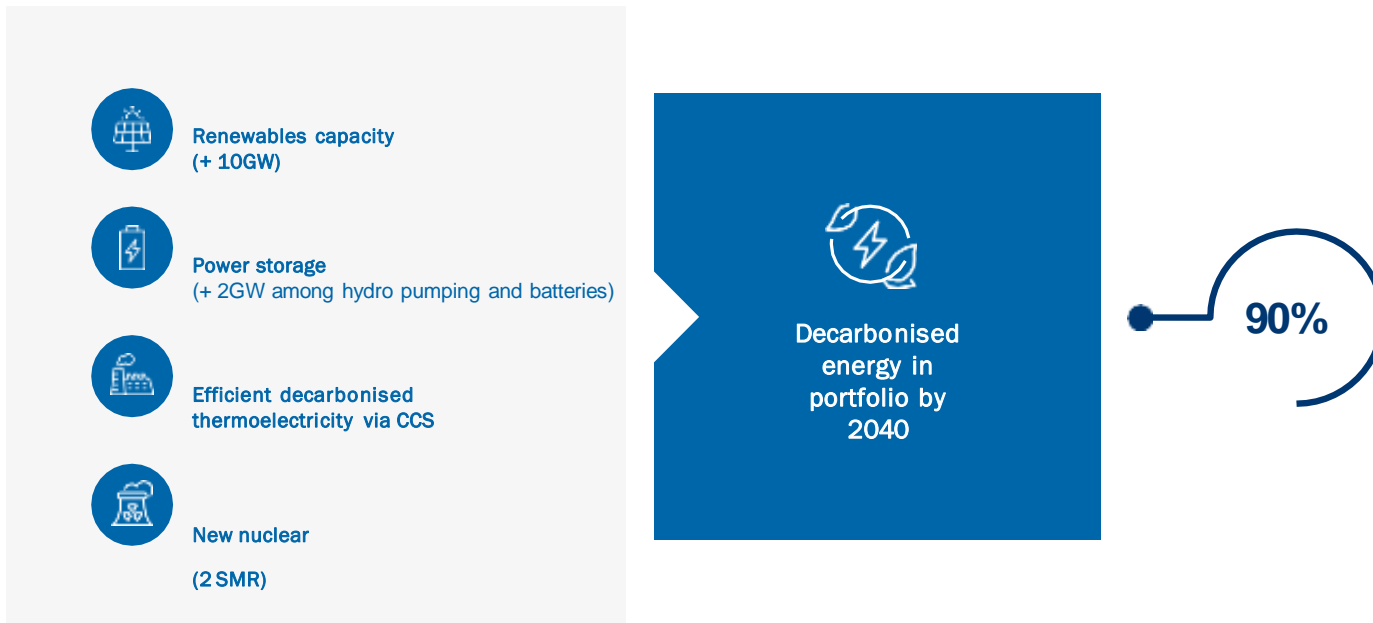 Renewables capacity
(+ 10GW)
Power storage
(+ 2GW among hydro pumping and batteries)
Efficient decarbonised
thermoelectricity via CCS
New nuclear
(2 SMR)
Decarbonised
energy in
portfolio by
2040
90%